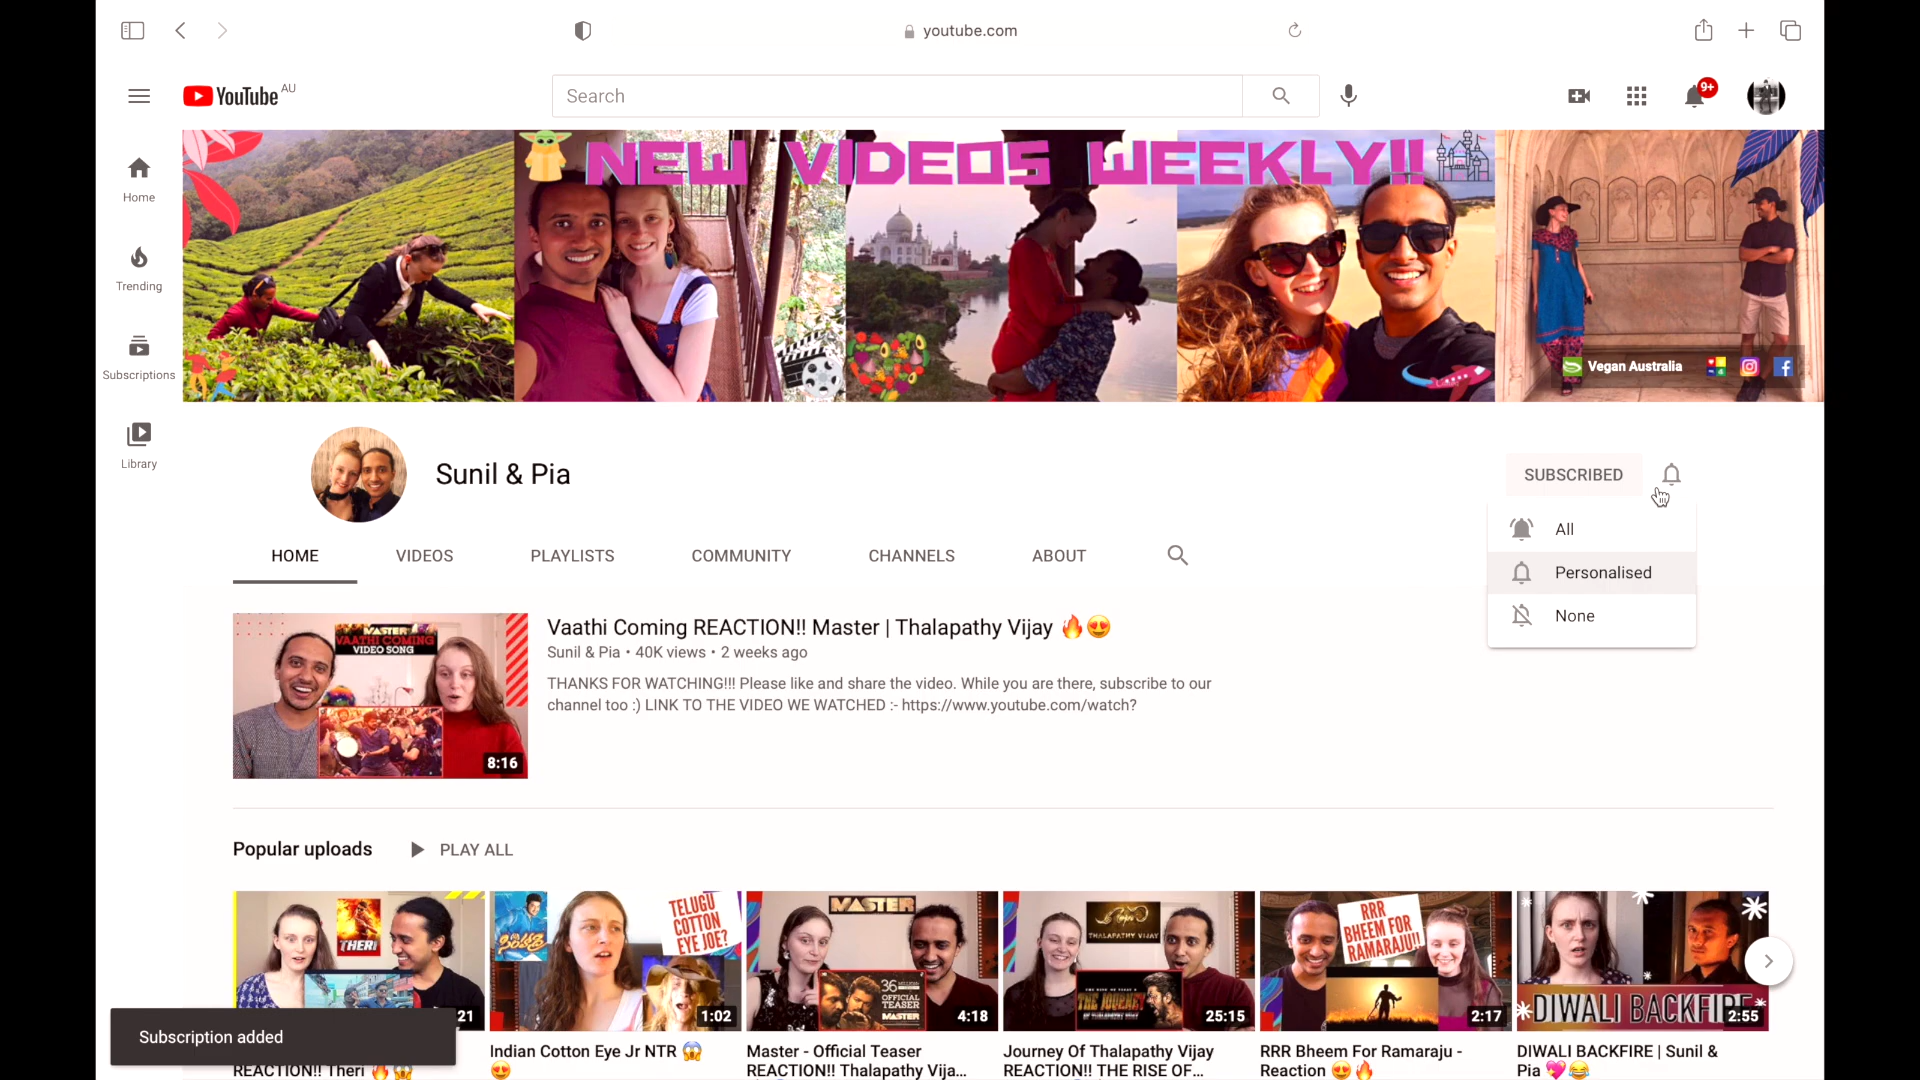 youtube.com
YouTube AU
Search
9+
Home
Trending
Subscriptions
Library
NEW VIDEOS WEEKLY!!
Vegan Australia
Sunil & Pia
SUBSCRIBED
All
Personalised
None
HOME
VIDEOS
PLAYLISTS
COMMUNITY
CHANNELS
ABOUT
MASTER
VAATHI COMING
VIDEO SONG
8:16
Vaathi Coming REACTION!! Master | Thalapathy Vijay 🔥😍
Sunil & Pia • 40K views • 2 weeks ago
THANKS FOR WATCHING!!! Please like and share the video. While you are there, subscribe to our
channel too :) LINK TO THE VIDEO WE WATCHED :- https://www.youtube.com/watch?
Popular uploads
PLAY ALL
THERI
21
REACTION!! Theri 🔥😱
TELUGU
COTTON
EYE JOE?
1:02
Indian Cotton Eye Jr NTR 😱
😍
MASTER
OFFICIAL
TEASER
MASTER
4:18
Master - Official Teaser
REACTION!! Thalapathy Vija...
THALAPATHY VIJAY
THE JOURNEY
25:15
Journey Of Thalapathy Vijay
REACTION!! THE RISE OF...
RRR
BHEEM FOR
RAMARAJU!!
2:17
RRR Bheem For Ramaraju -
Reaction 😍🔥
DIWALI BACKFIRE
2:55
DIWALI BACKFIRE | Sunil &
Pia 💖😂
Subscription added